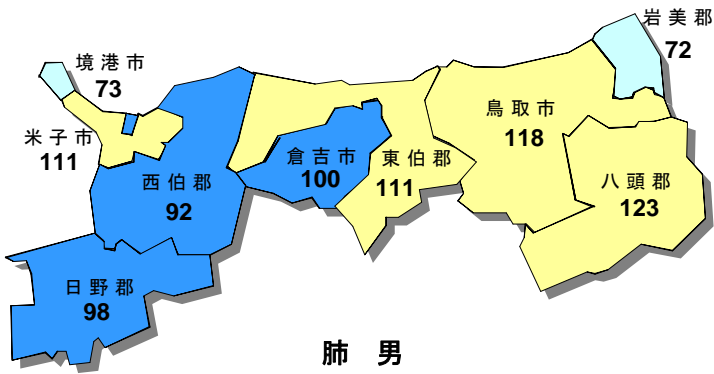 岩美郡
72
境港市
73
鳥取市
118
米子市
111
倉吉市
100
東伯郡
111
西伯郡
92
八頭郡
123
日野郡
98
肺 男